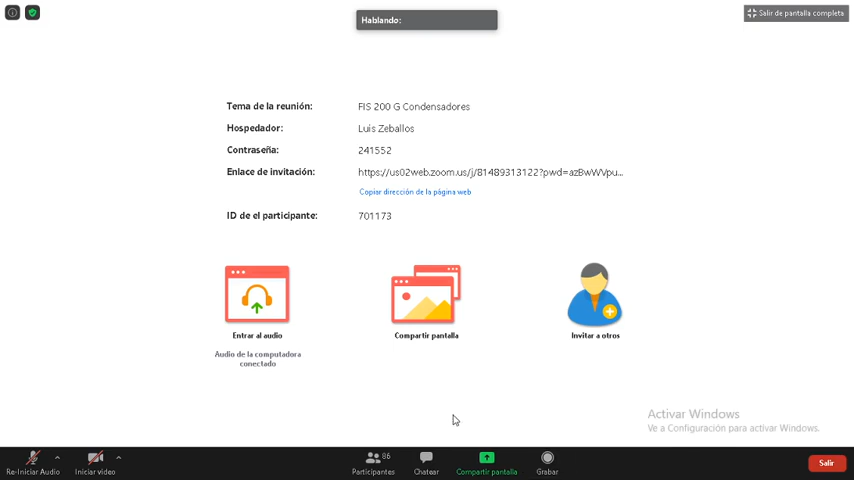 Hablando:
Salir de pantalla completa
Tema de la reunión: FIS 200 G Condensadores
Hospedador: Luis Zeballos
Contraseña: 241552
Enlace de invitación: https://us02web.zoom.us/j/81489313122?pwd=azBwWVpu...
Copiar dirección de la página web
ID de el participante: 701173
Entrar al audio
Audio de la computadora
conectado
Compartir pantalla
Invitar a otros
Activar Windows
Ve a Configuración para activar Windows.
Re-Iniciar Audio
Iniciar video
86
Participantes
Chatear
Compartir pantalla
Grabar
Salir